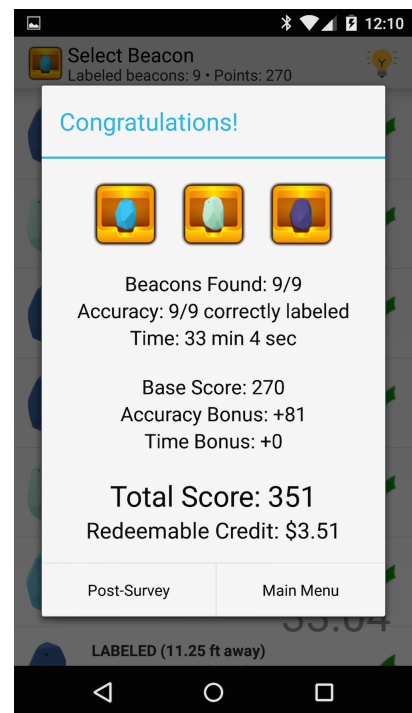 12:10
Select Beacon
Labeled beacons: 9 • Points: 270
Congratulations!
Beacons Found: 9/9
Accuracy: 9/9 correctly labeled
Time: 33 min 4 sec
Base Score: 270
Accuracy Bonus: +81
Time Bonus: +0
Total Score: 351
Redeemable Credit: $3.51
Post-Survey
Main Menu
LABELED (11.25 ft away)